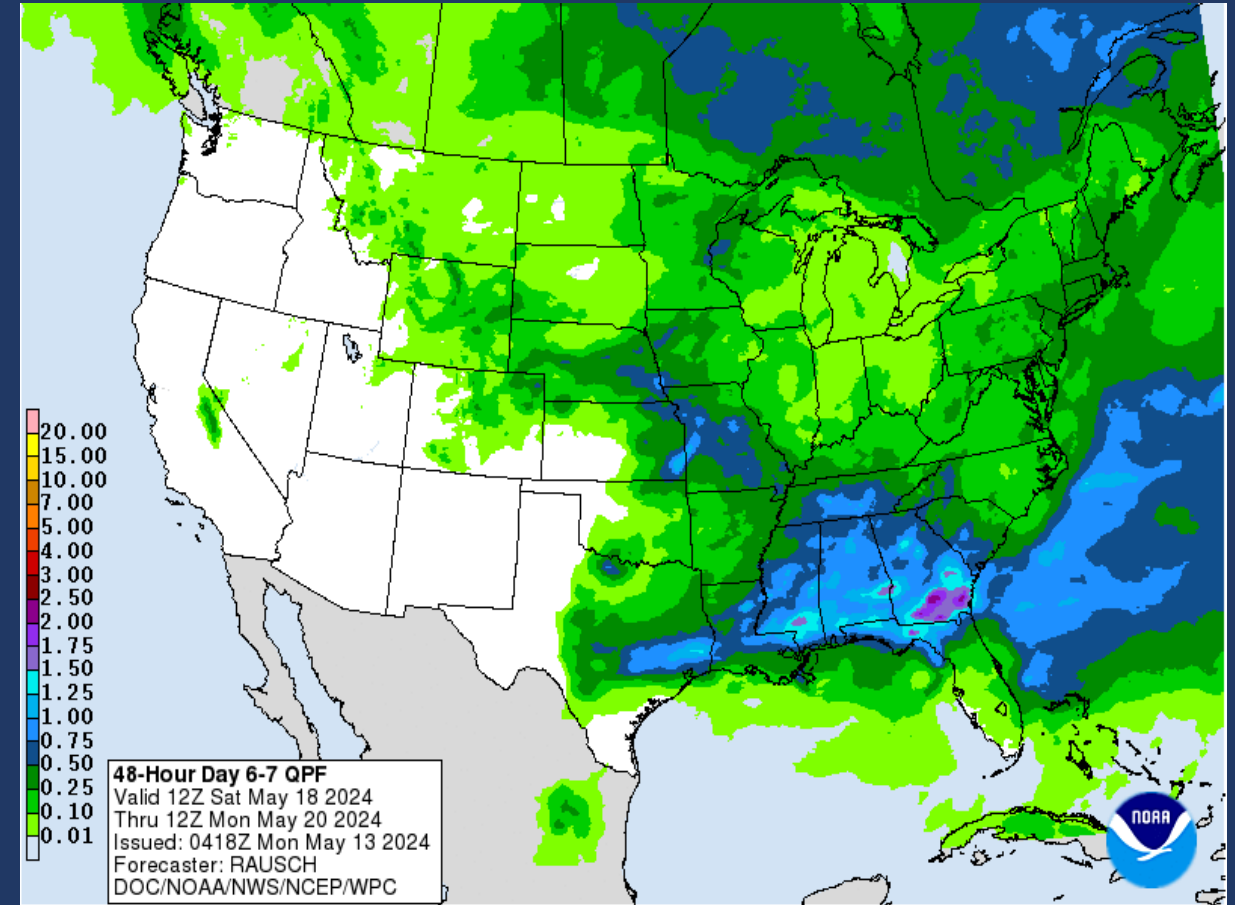 20.00
15.00
10.00
7.00
5.00
4.00
3.00
2.50
2.00
1.75
1.50
1.25
1.00
0.75
0.50
0.25
0.10
0.01
48-Hour Day 6-7 QPF
Valid 12Z Sat May 18 2024
Thru 12Z Mon May 20 2024
Issued: 0418Z Mon May 13 2024
Forecaster: RAUSCH
DOC/NOAA/NWS/NCEP/WPC
NOAA